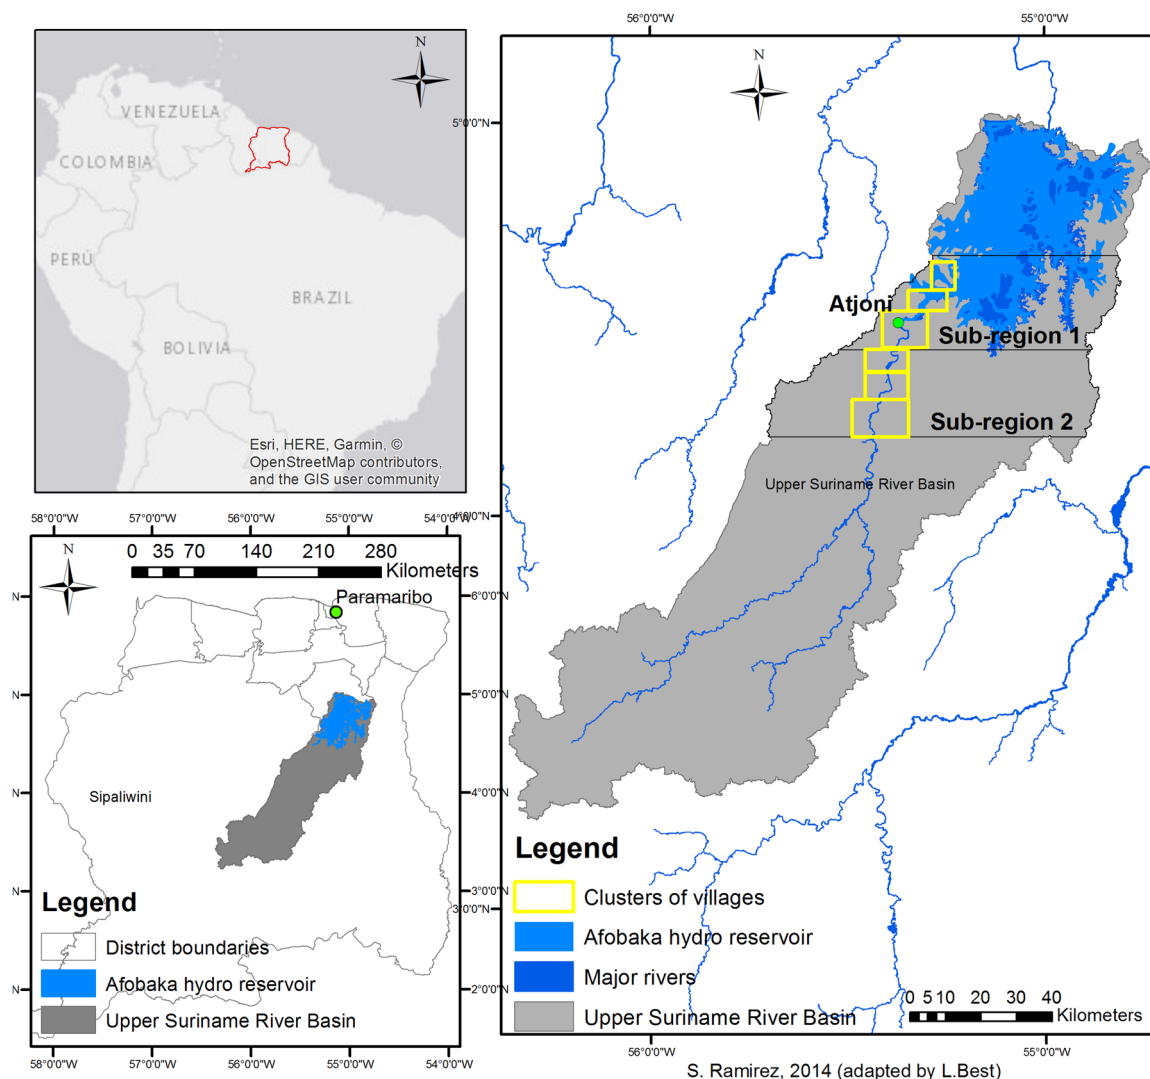 N
VENEZUELA
COLOMBIA
PERÚ
BRAZIL
BOLIVIA
Esri, HERE, Garmin, ©
OpenStreetMap contributors,
and the GIS user community
58°0'0"W 57°0'0"W 56°0'0"W 55°0'0"W 54°0'0"W
N
0 35 70 140 210 280
Kilometers
Paramaribo
N 6°0'0"N
N 5°0'0"N
N 4°0'0"N
N 3°0'0"N
N 2°0'0"N
Sipaliwini
Legend
District boundaries
Afobaka hydro reservoir
Upper Suriname River Basin
58°0'0"W 57°0'0"W 56°0'0"W 55°0'0"W 54°0'0"W
56°0'0"W 55°0'0"W
N
5°0'0"N
Atjoni
Sub-region 1
Sub-region 2
Upper Suriname River Basin
Legend
Clusters of villages
Afobaka hydro reservoir
Major rivers
Upper Suriname River Basin
0 5 10 20 30 40
Kilometers
56°0'0"W 55°0'0"W
S. Ramirez, 2014 (adapted by L.Best)